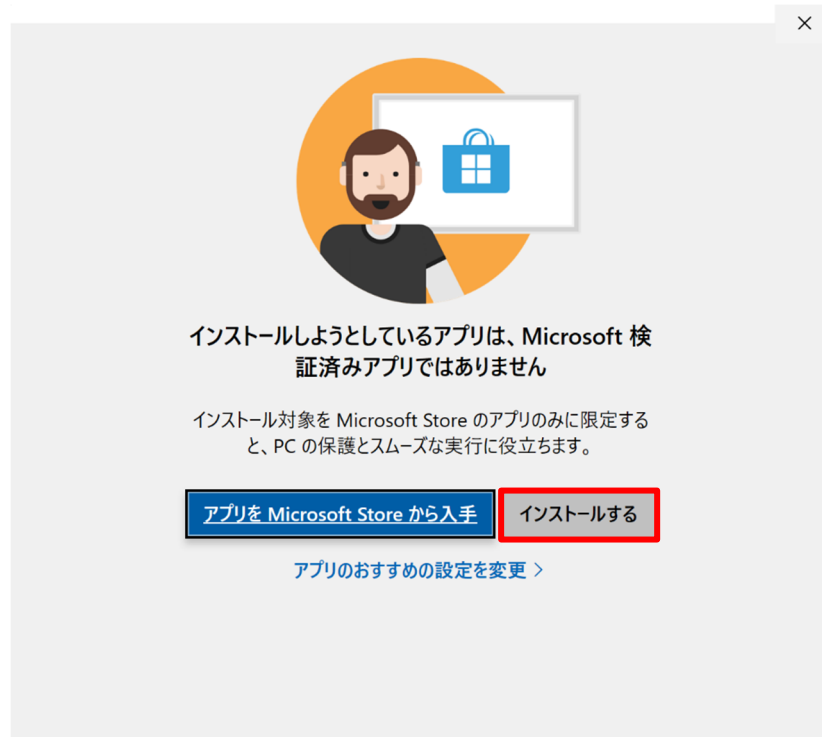 インストールしようとしているアプリは、Microsoft 検
証済みアプリではありません
インストール対象を Microsoft Store のアプリのみに限定する
と、PC の保護とスムーズな実行に役立ちます。
アプリを Microsoft Store から入手
インストールする
アプリのおすすめの設定を変更 >